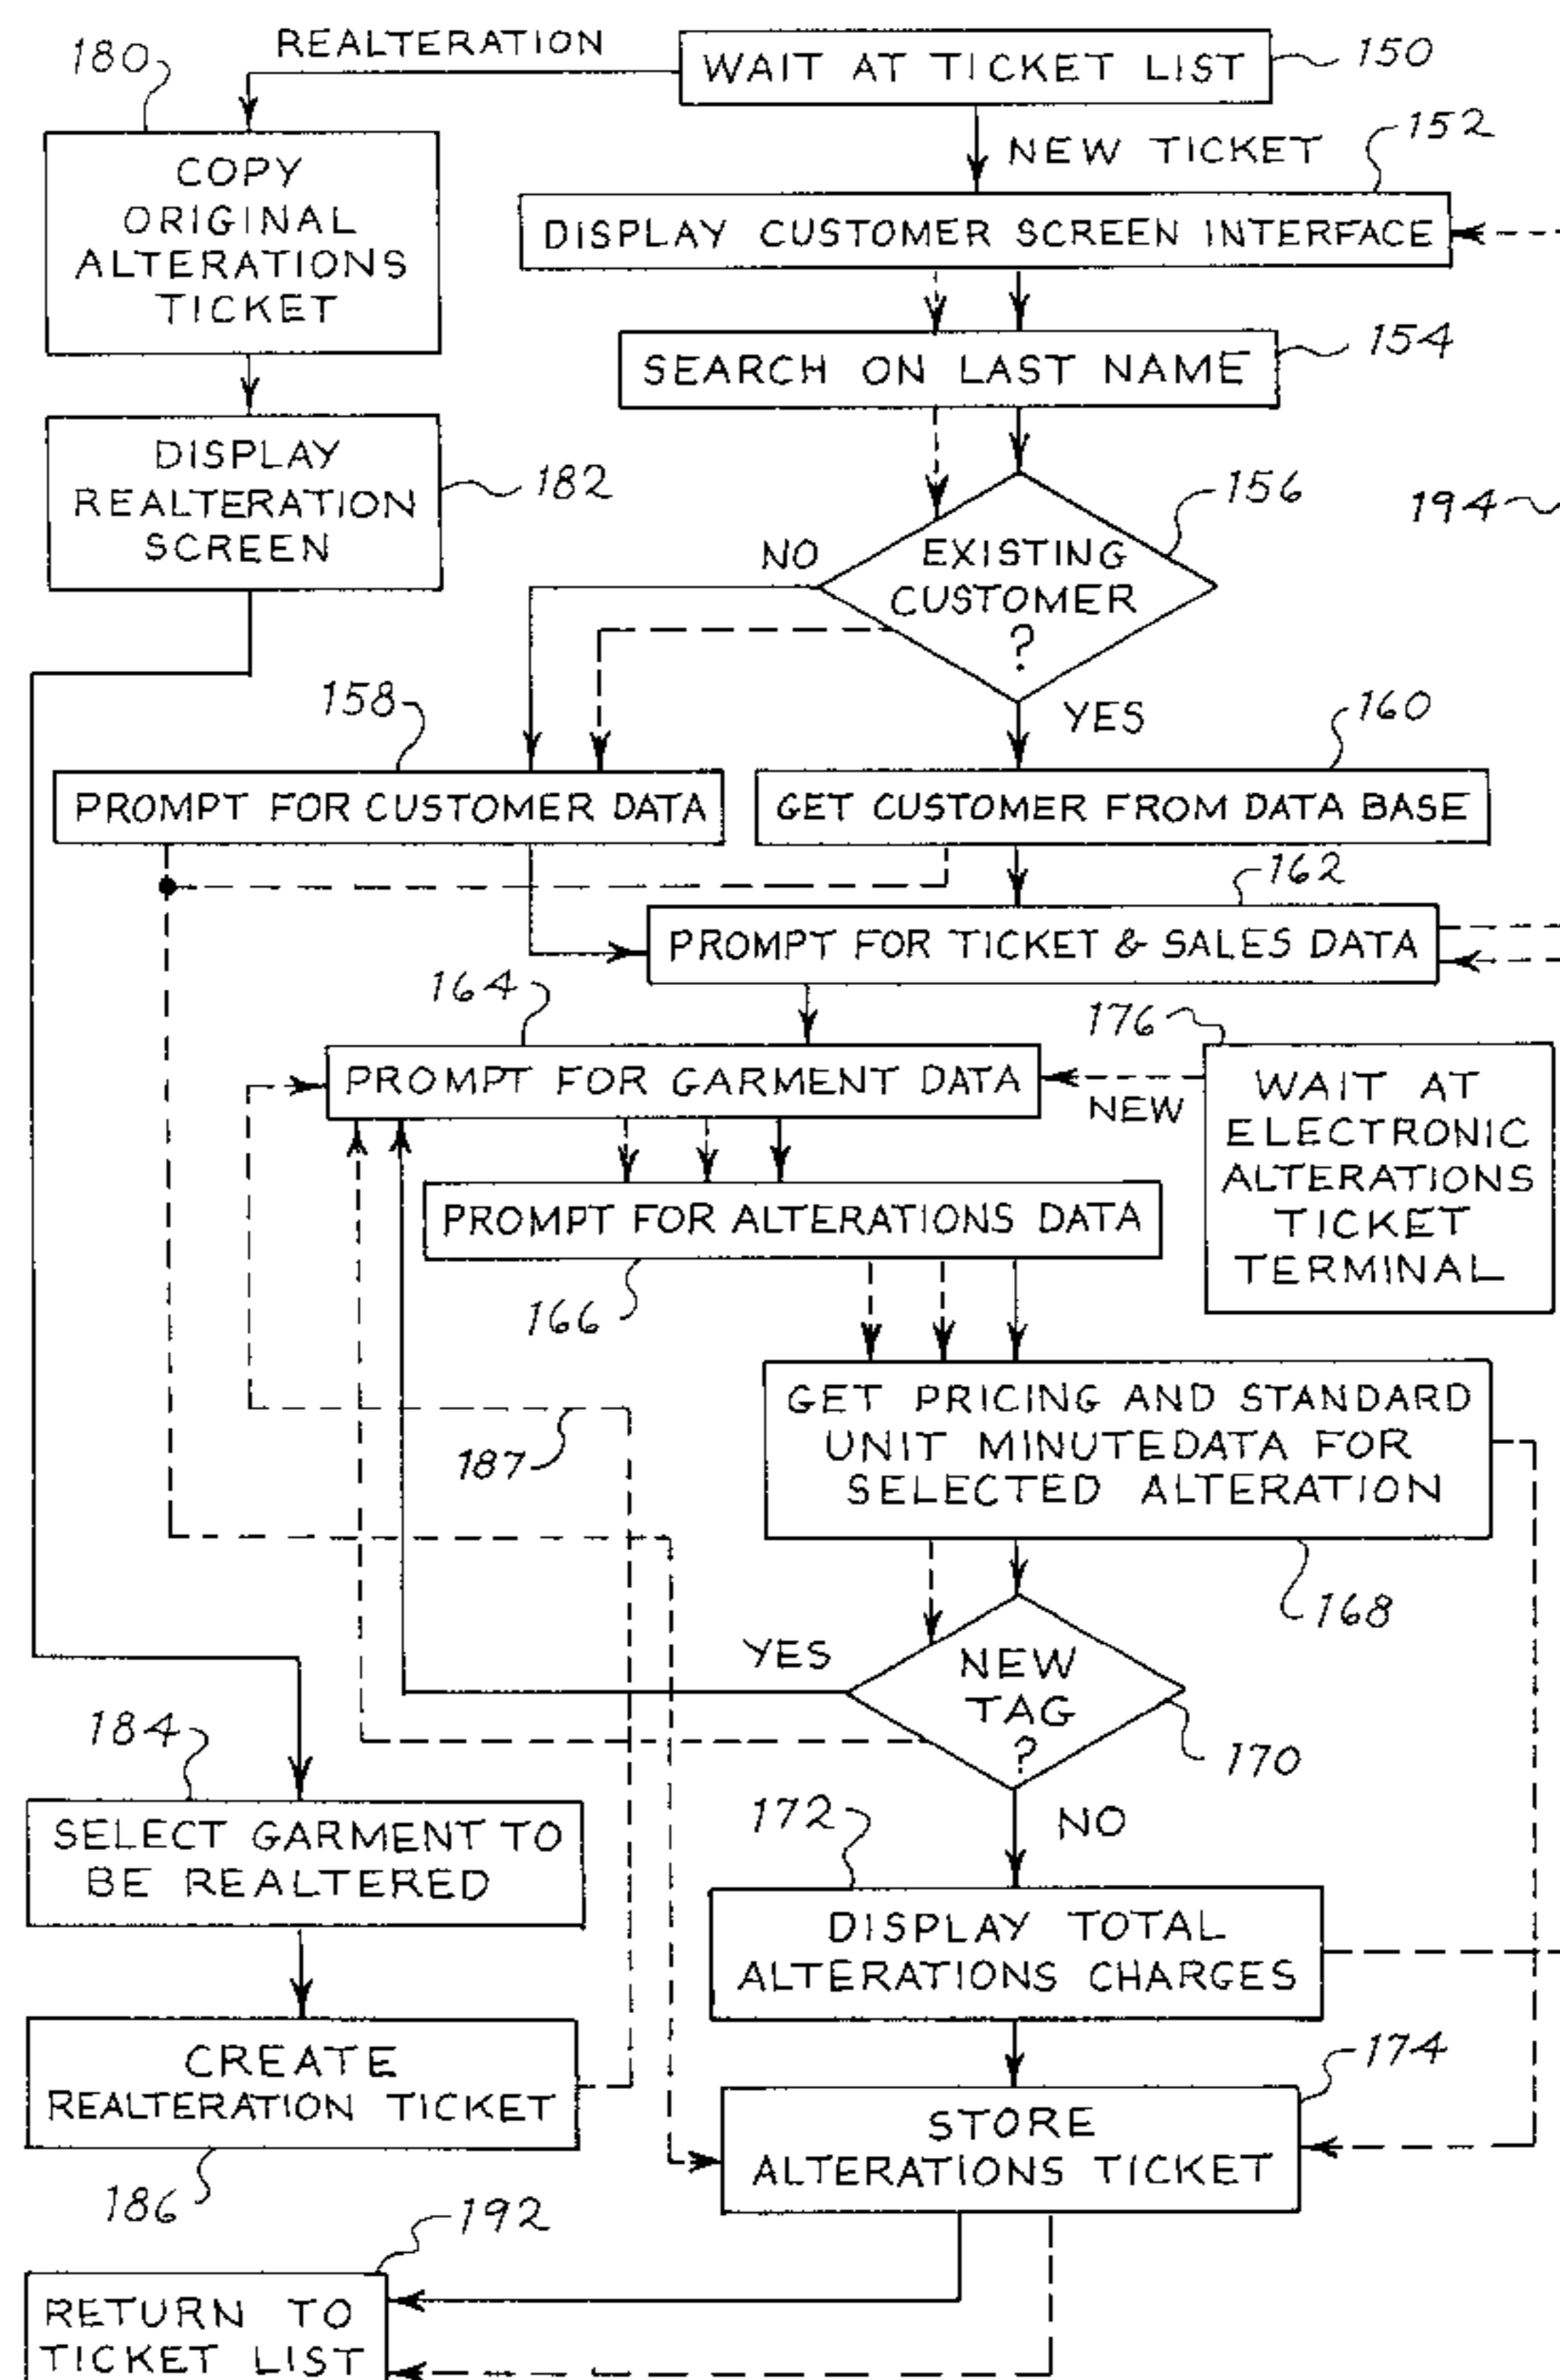 REALTERATION
180
WAIT AT TICKET LIST
150
NEW TICKET
152
COPY
ORIGINAL
ALTERATIONS
TICKET
DISPLAY CUSTOMER SCREEN INTERFACE
SEARCH ON LAST NAME
154
DISPLAY
REALTERATION
SCREEN
182
156
194
NO
EXISTING
CUSTOMER
?
158
YES
160
PROMPT FOR CUSTOMER DATA
GET CUSTOMER FROM DATA BASE
162
PROMPT FOR TICKET & SALES DATA
164
176
PROMPT FOR GARMENT DATA
NEW
WAIT AT
ELECTRONIC
ALTERATIONS
TICKET
TERMINAL
PROMPT FOR ALTERATIONS DATA
166
GET PRICING AND STANDARD
UNIT MINUTEDATA FOR
SELECTED ALTERATION
187
168
YES
NEW
TAG
?
170
184
172
NO
SELECT GARMENT TO
BE REALTERED
DISPLAY TOTAL
ALTERATIONS CHARGES
CREATE
REALTERATION TICKET
174
STORE
ALTERATIONS TICKET
186
192
RETURN TO
TICKET LIST